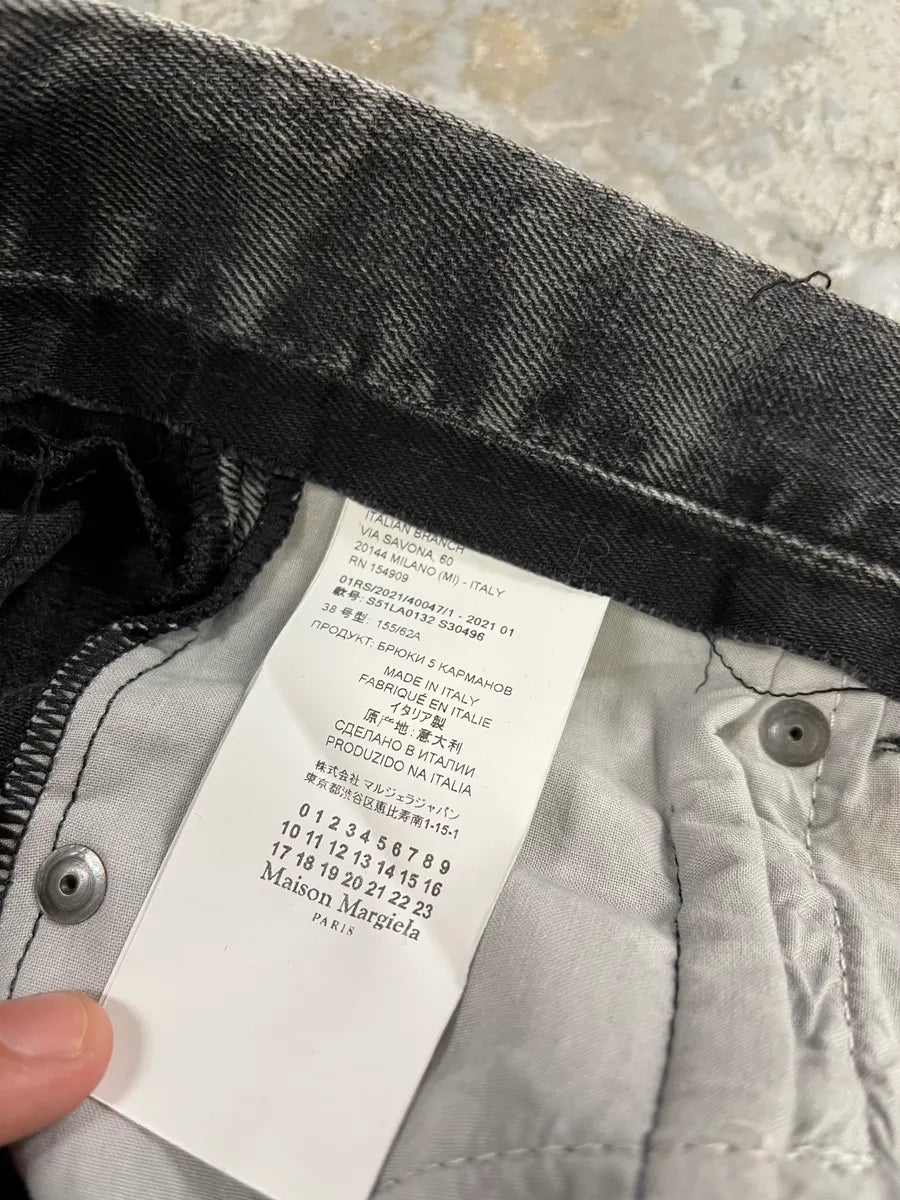 ITALIAN BRANCH
VIA SAVONA, 60
20144 MILANO (MI) - ITALY
RN 154909
01RS/2021/40047/1 - 2021 01
款号: S51LA0132 S30496
38 号型: 155/62A
ПРОДУКТ: БРЮКИ 5 КАРМАНОВ
MADE IN ITALY
FABRIQUÉ EN ITALIE
イタリア製
原产地: 意大利
СДЕЛАНО В ИТАЛИИ
PRODUZIDO NA ITALIA
株式会社 マルジェラジャパン
東京都渋谷区恵比寿南1-15-1
0 1 2 3 4 5 6 7 8 9
10 11 12 13 14 15 16
17 18 19 20 21 22 23
Maison Margiela
PARIS